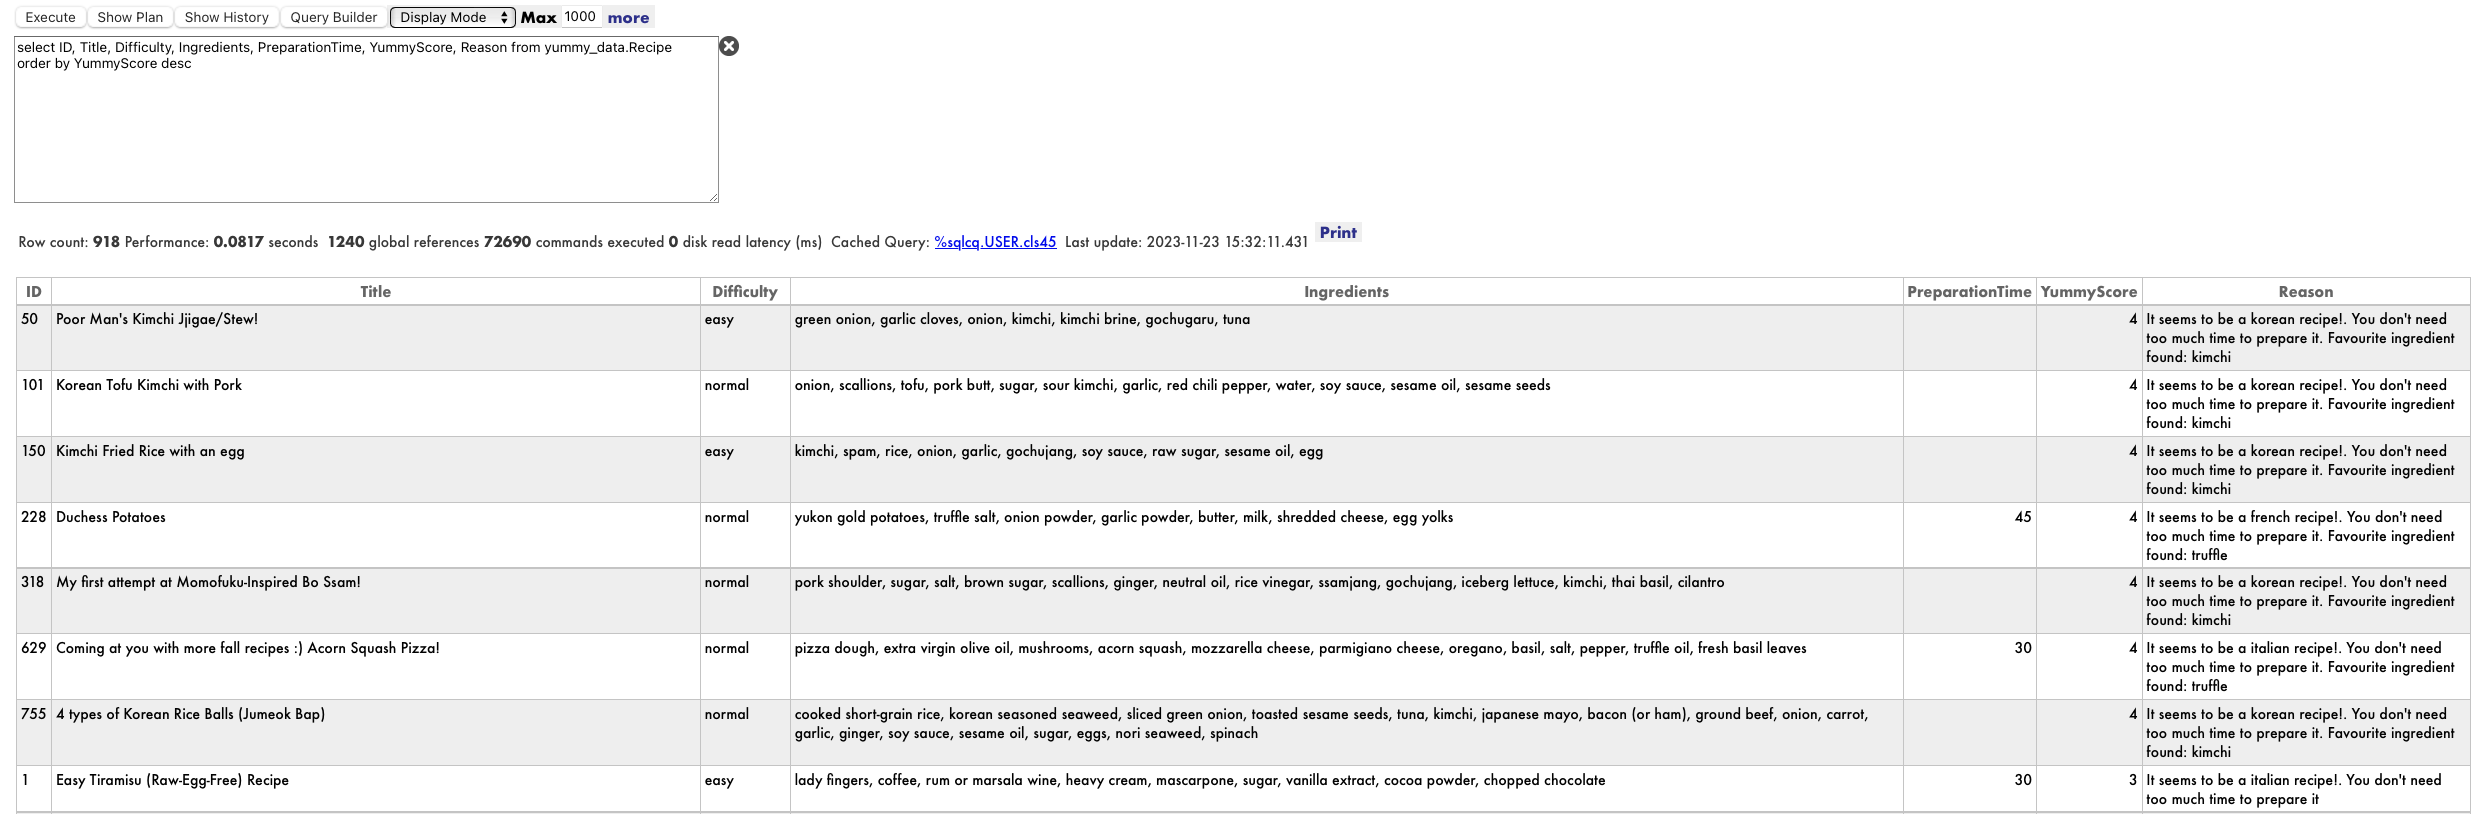 Execute Show Plan Show History Query Builder Display Mode Max 1000 more
select ID, Title, Difficulty, Ingredients, PreparationTime, YummyScore, Reason from yummy_data.Recipe
order by YummyScore desc
Row count: 918 Performance: 0.0817 seconds 1240 global references 72690 commands executed 0 disk read latency (ms) Cached Query: %sqlcq.USER.cls45 Last update: 2023-11-23 15:32:11.431 Print
ID Title Difficulty Ingredients PreparationTime YummyScore Reason
50 Poor Man's Kimchi Jjigae/Stew! easy green onion, garlic cloves, onion, kimchi, kimchi brine, gochugaru, tuna 4 It seems to be a korean recipe!. You don't need
too much time to prepare it. Favourite ingredient
found: kimchi
101 Korean Tofu Kimchi with Pork normal onion, scallions, tofu, pork butt, sugar, sour kimchi, garlic, red chili pepper, water, soy sauce, sesame oil, sesame seeds 4 It seems to be a korean recipe!. You don't need
too much time to prepare it. Favourite ingredient
found: kimchi
150 Kimchi Fried Rice with an egg easy kimchi, spam, rice, onion, garlic, gochujang, soy sauce, raw sugar, sesame oil, egg 4 It seems to be a korean recipe!. You don't need
too much time to prepare it. Favourite ingredient
found: kimchi
228 Duchess Potatoes normal yukon gold potatoes, truffle salt, onion powder, garlic powder, butter, milk, shredded cheese, egg yolks 45 4 It seems to be a french recipe!. You don't need
too much time to prepare it. Favourite ingredient
found: truffle
318 My first attempt at Momofuku-Inspired Bo Ssam! normal pork shoulder, sugar, salt, brown sugar, scallions, ginger, neutral oil, rice vinegar, ssamjang, gochujang, iceberg lettuce, kimchi, thai basil, cilantro 4 It seems to be a korean recipe!. You don't need
too much time to prepare it. Favourite ingredient
found: kimchi
629 Coming at you with more fall recipes :) Acorn Squash Pizza! normal pizza dough, extra virgin olive oil, mushrooms, acorn squash, mozzarella cheese, parmigiano cheese, oregano, basil, salt, pepper, truffle oil, fresh basil leaves 30 4 It seems to be a italian recipe!. You don't need
too much time to prepare it. Favourite ingredient
found: truffle
755 4 types of Korean Rice Balls (Jumeok Bap) normal cooked short-grain rice, korean seasoned seaweed, sliced green onion, toasted sesame seeds, tuna, kimchi, japanese mayo, bacon (or ham), ground beef, onion, carrot, 4 It seems to be a korean recipe!. You don't need
garlic, ginger, soy sauce, sesame oil, sugar, eggs, nori seaweed, spinach too much time to prepare it. Favourite ingredient
found: kimchi
1 Easy Tiramisu (Raw-Egg-Free) Recipe easy lady fingers, coffee, rum or marsala wine, heavy cream, mascarpone, sugar, vanilla extract, cocoa powder, chopped chocolate 30 3 It seems to be a italian recipe!. You don't need
too much time to prepare it